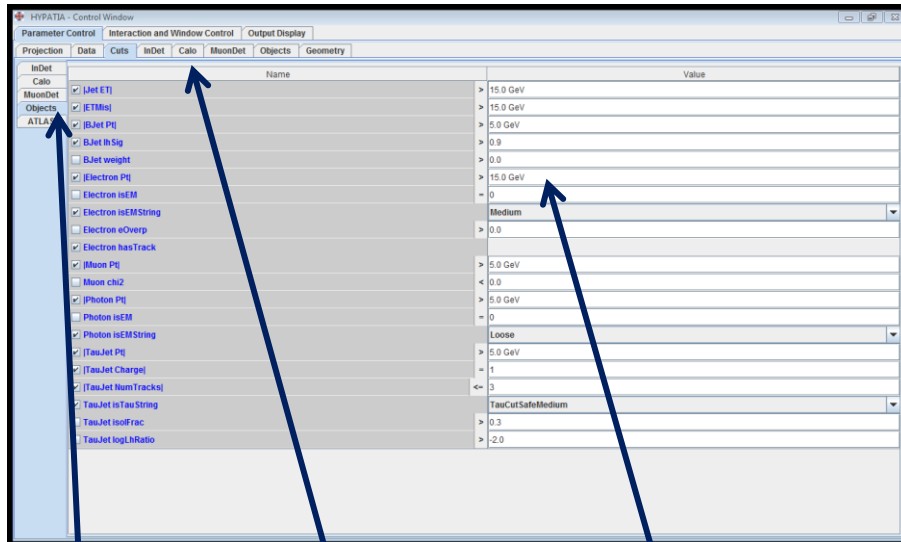 HYPATIA - Control Window
Parameter Control Interaction and Window Control Output Display
Projection Data Cuts InDet Calo MuonDet Objects Geometry
InDet
Calo
MuonDet
Objects
ATLAS
Name Value
|Jet ET| > 15.0 GeV
|ETMis| > 15.0 GeV
|BJet Pt| > 5.0 GeV
BJet lhSig > 0.9
BJet weight > 0.0
|Electron Pt| > 15.0 GeV
Electron isEM = 0
Electron isEMString Medium
Electron eOverp > 0.0
Electron hasTrack
|Muon Pt| > 5.0 GeV
Muon chi2 < 0.0
|Photon Pt| > 5.0 GeV
Photon isEM = 0
Photon isEMString Loose
|TauJet Pt| > 5.0 GeV
|TauJet Charge| = 1
|TauJet NumTracks| <= 3
TauJet isTauString TauCutSafeMedium
TauJet isolFrac > 0.3
TauJet logLhRatio > -2.0